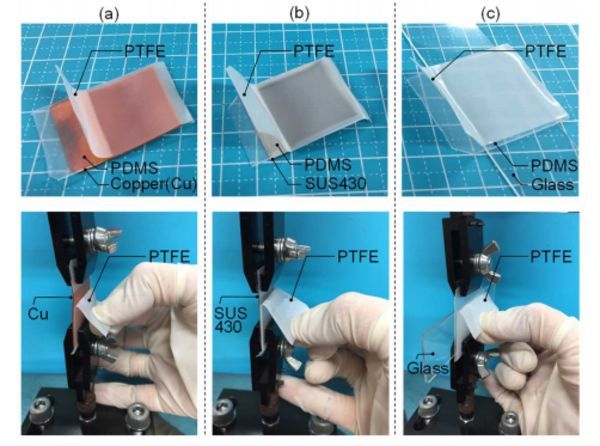 (a)
(b)
(c)
PTFE
PTFE
PTFE
PDMS
Copper(Cu)
PDMS
SUS430
PDMS
Glass
PTFE
PTFE
PTFE
Cu
SUS
430
Glass